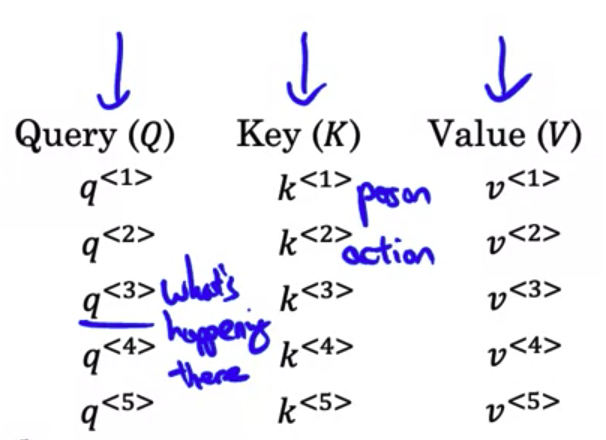 Query (Q) Key (K) Value (V)
q<1> k<1> person v<1>
q<2> k<2> action v<2>
q<3> what's k<3> v<3>
happening
q<4> k<4> v<4>
there
q<5> k<5> v<5>